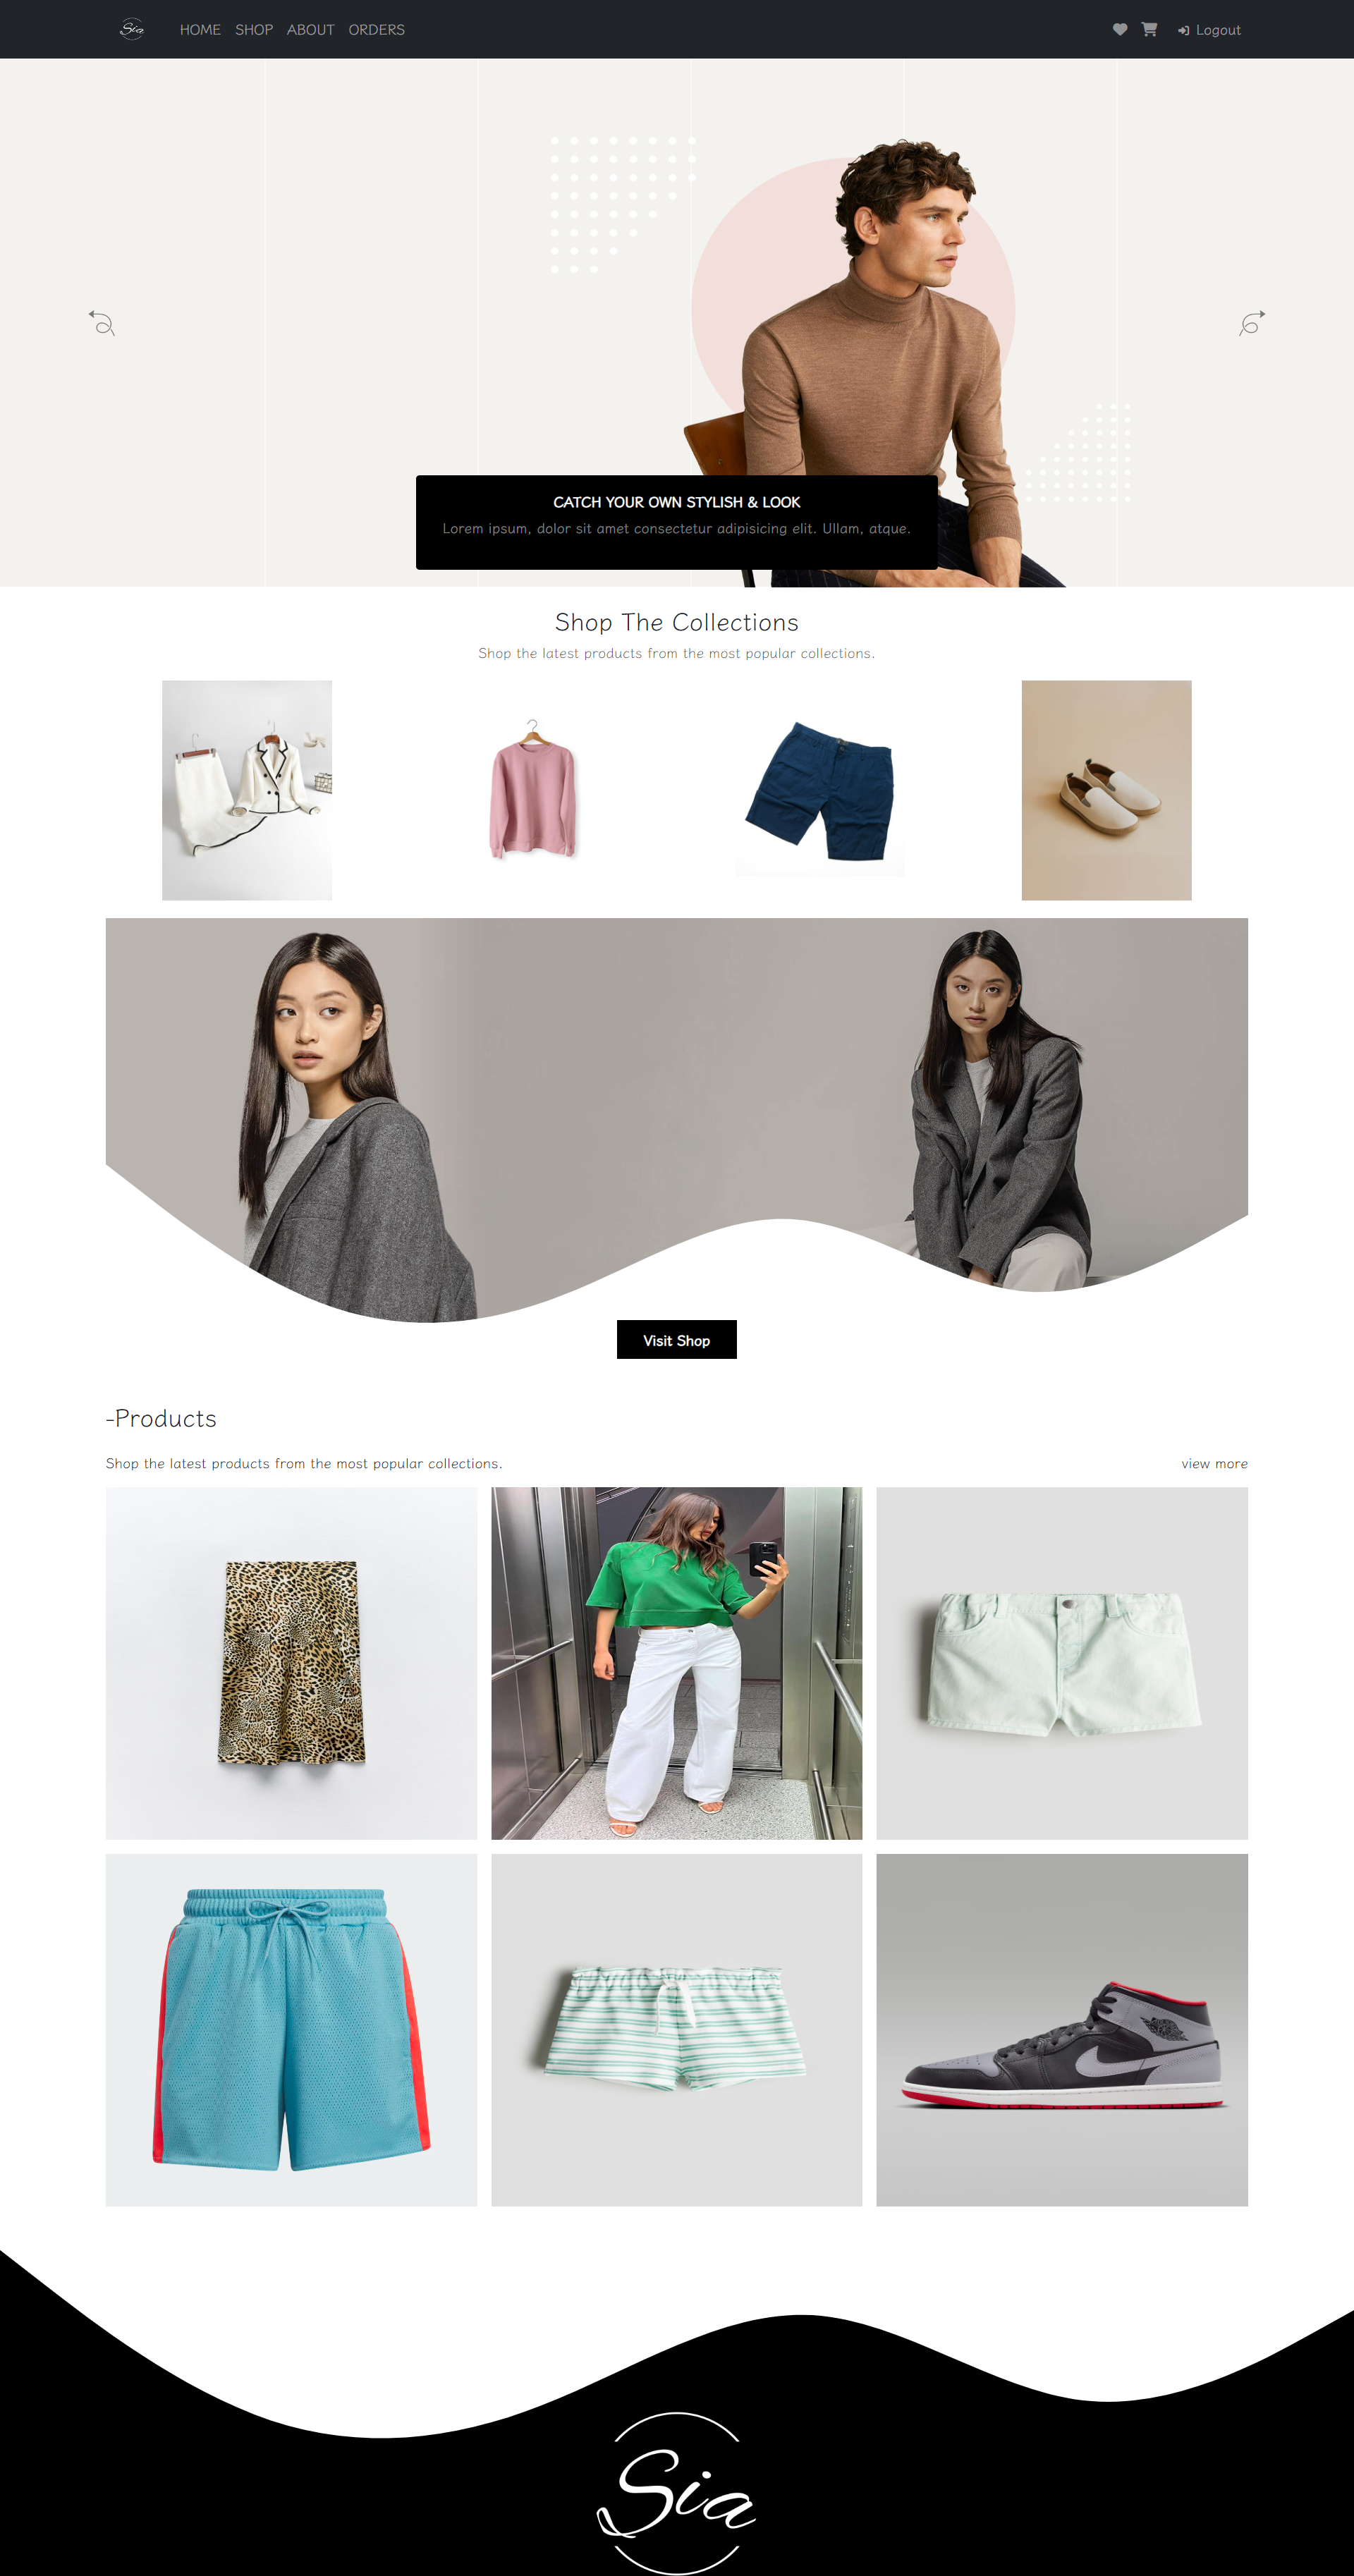 Sia
HOME SHOP ABOUT ORDERS
Logout
CATCH YOUR OWN STYLISH & LOOK
Lorem ipsum, dolor sit amet consectetur adipisicing elit. Ullam, atque.
Shop The Collections
Shop the latest products from the most popular collections.
Visit Shop
-Products
Shop the latest products from the most popular collections.
view more
Sia